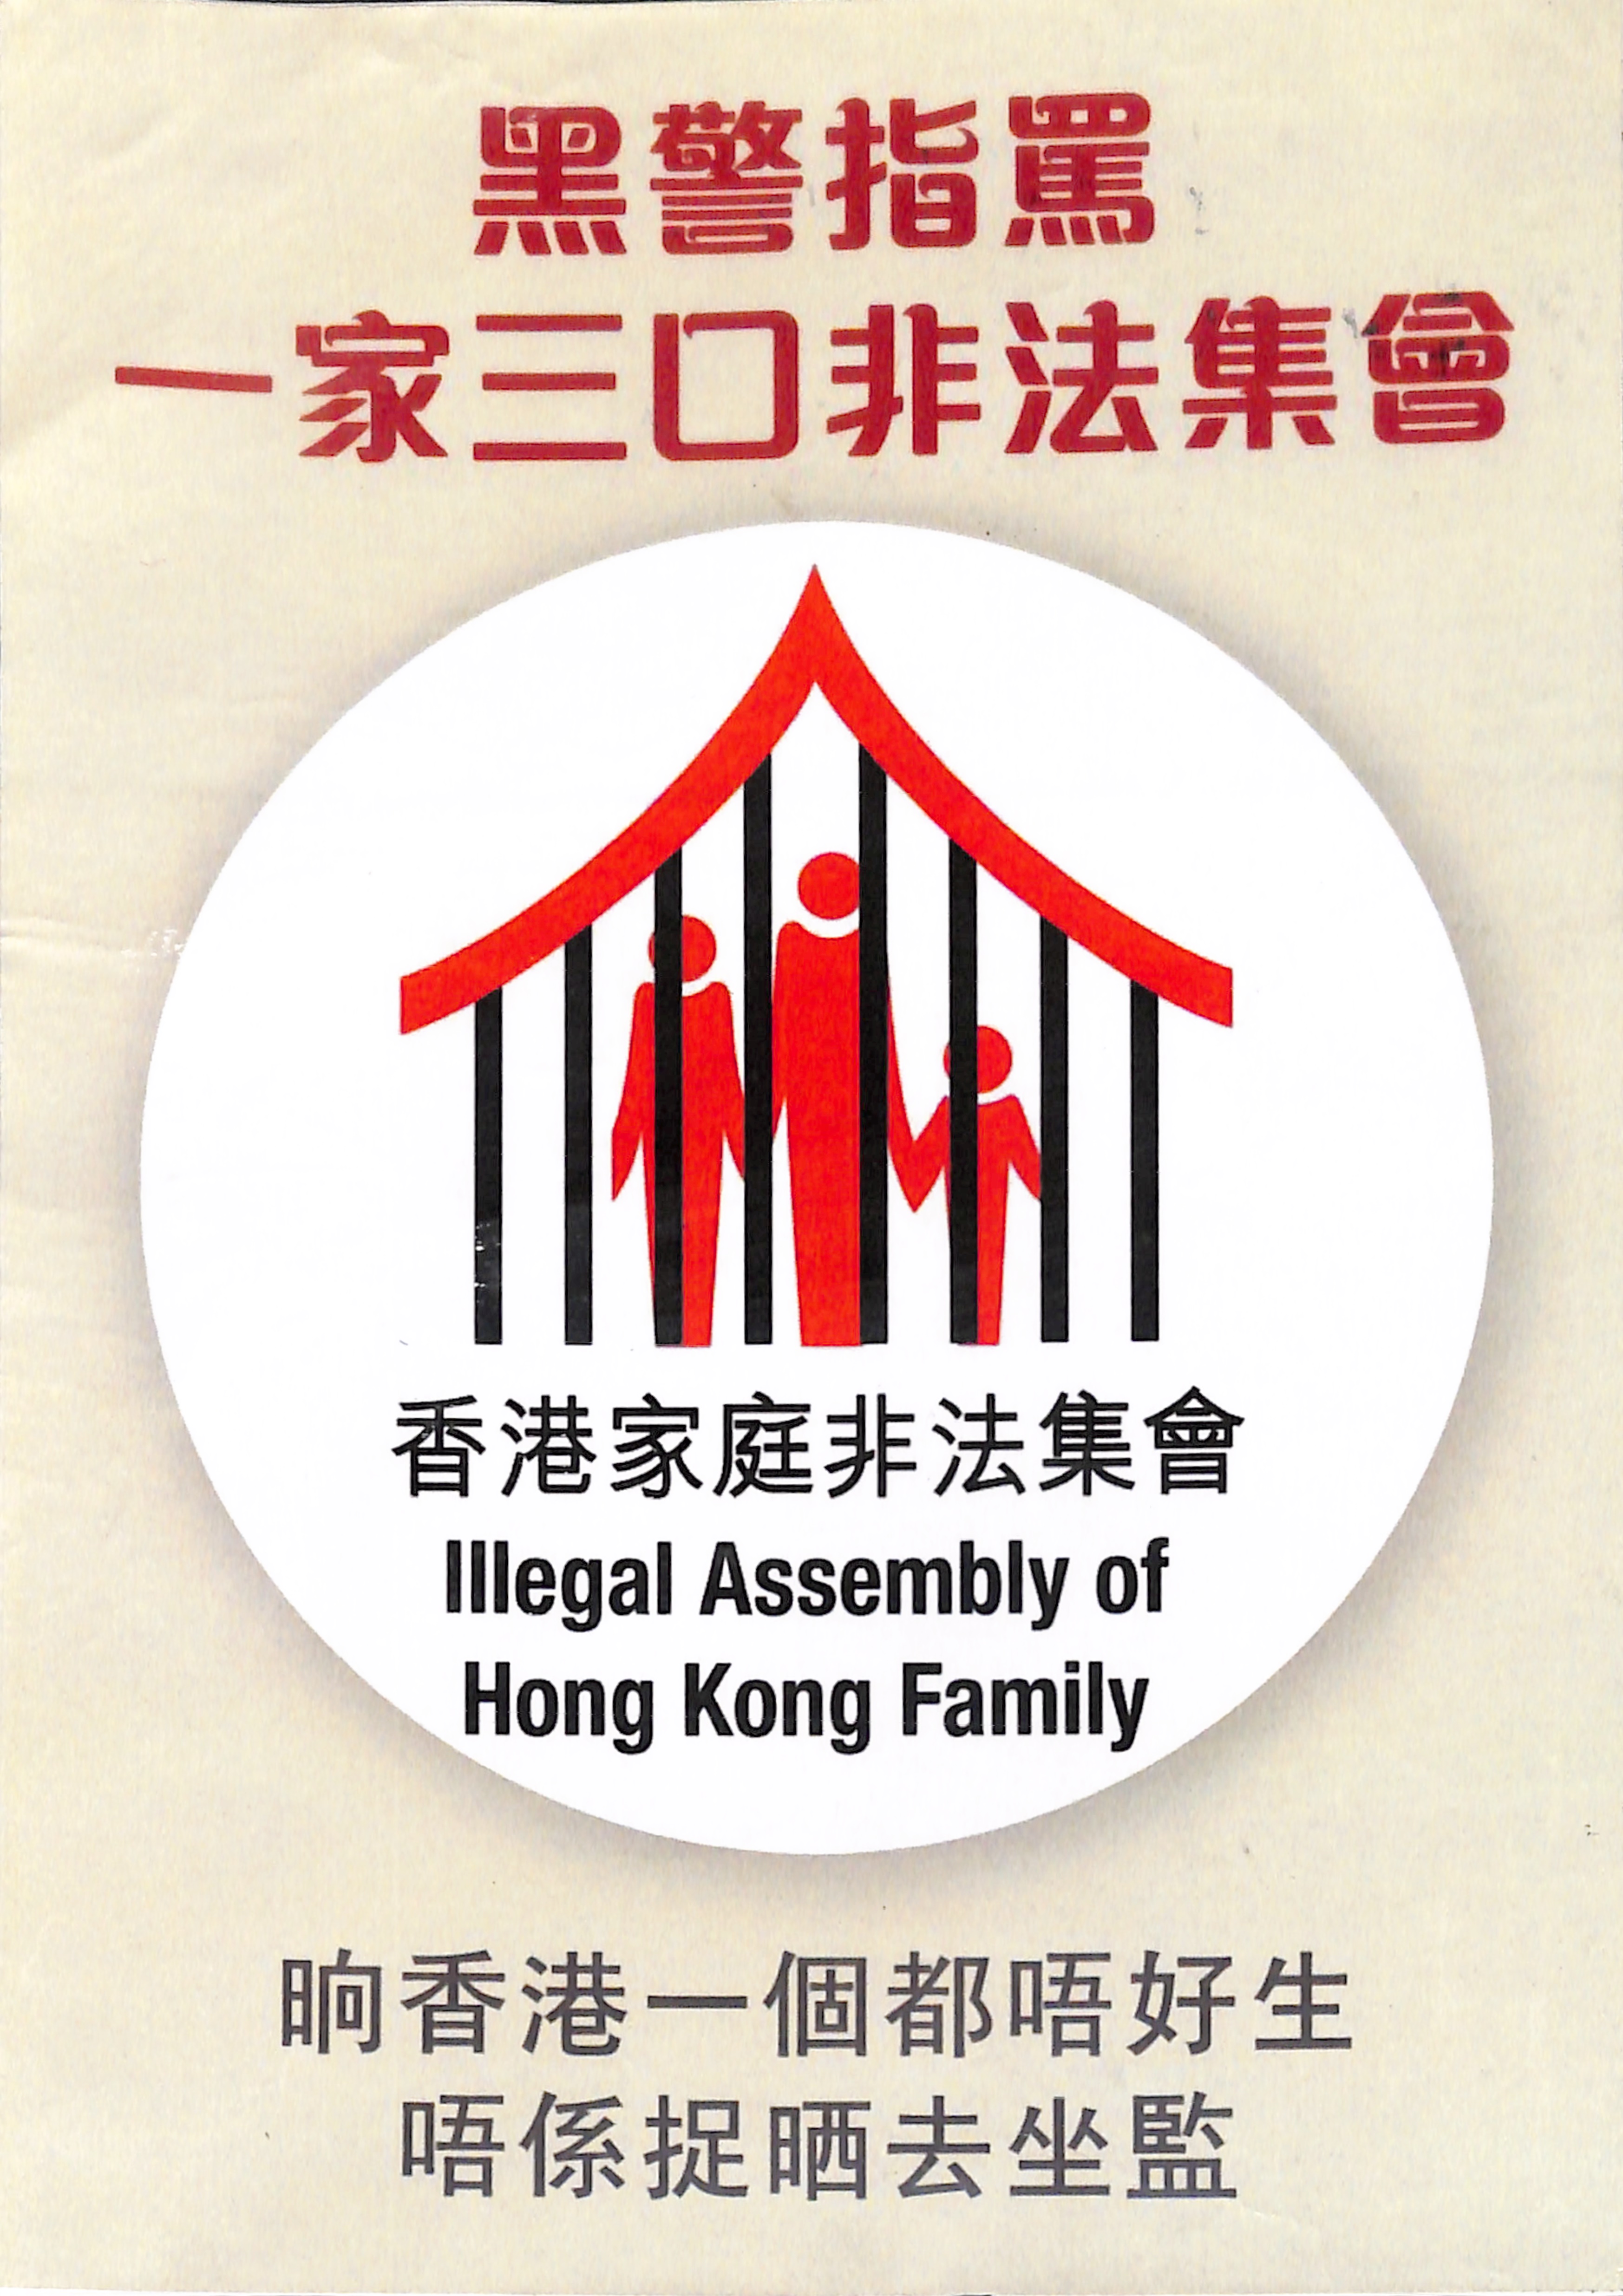 黑警指罵
一家三口非法集會
香港家庭非法集會
Illegal Assembly of
Hong Kong Family
晌香港一個都唔好生
唔係捉晒去坐監